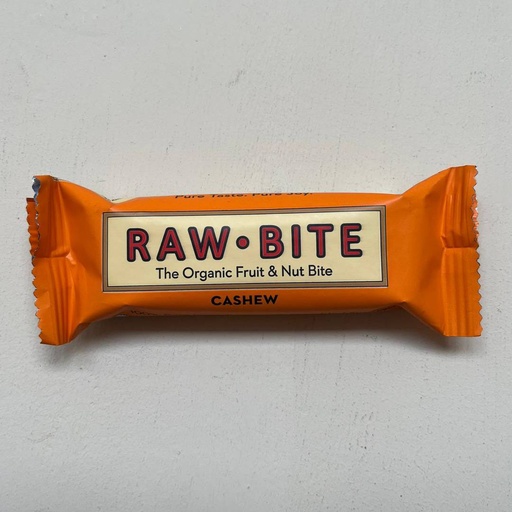 Pure Taste. Pure Joy.
RAW•BITE
The Organic Fruit & Nut Bite
CASHEW